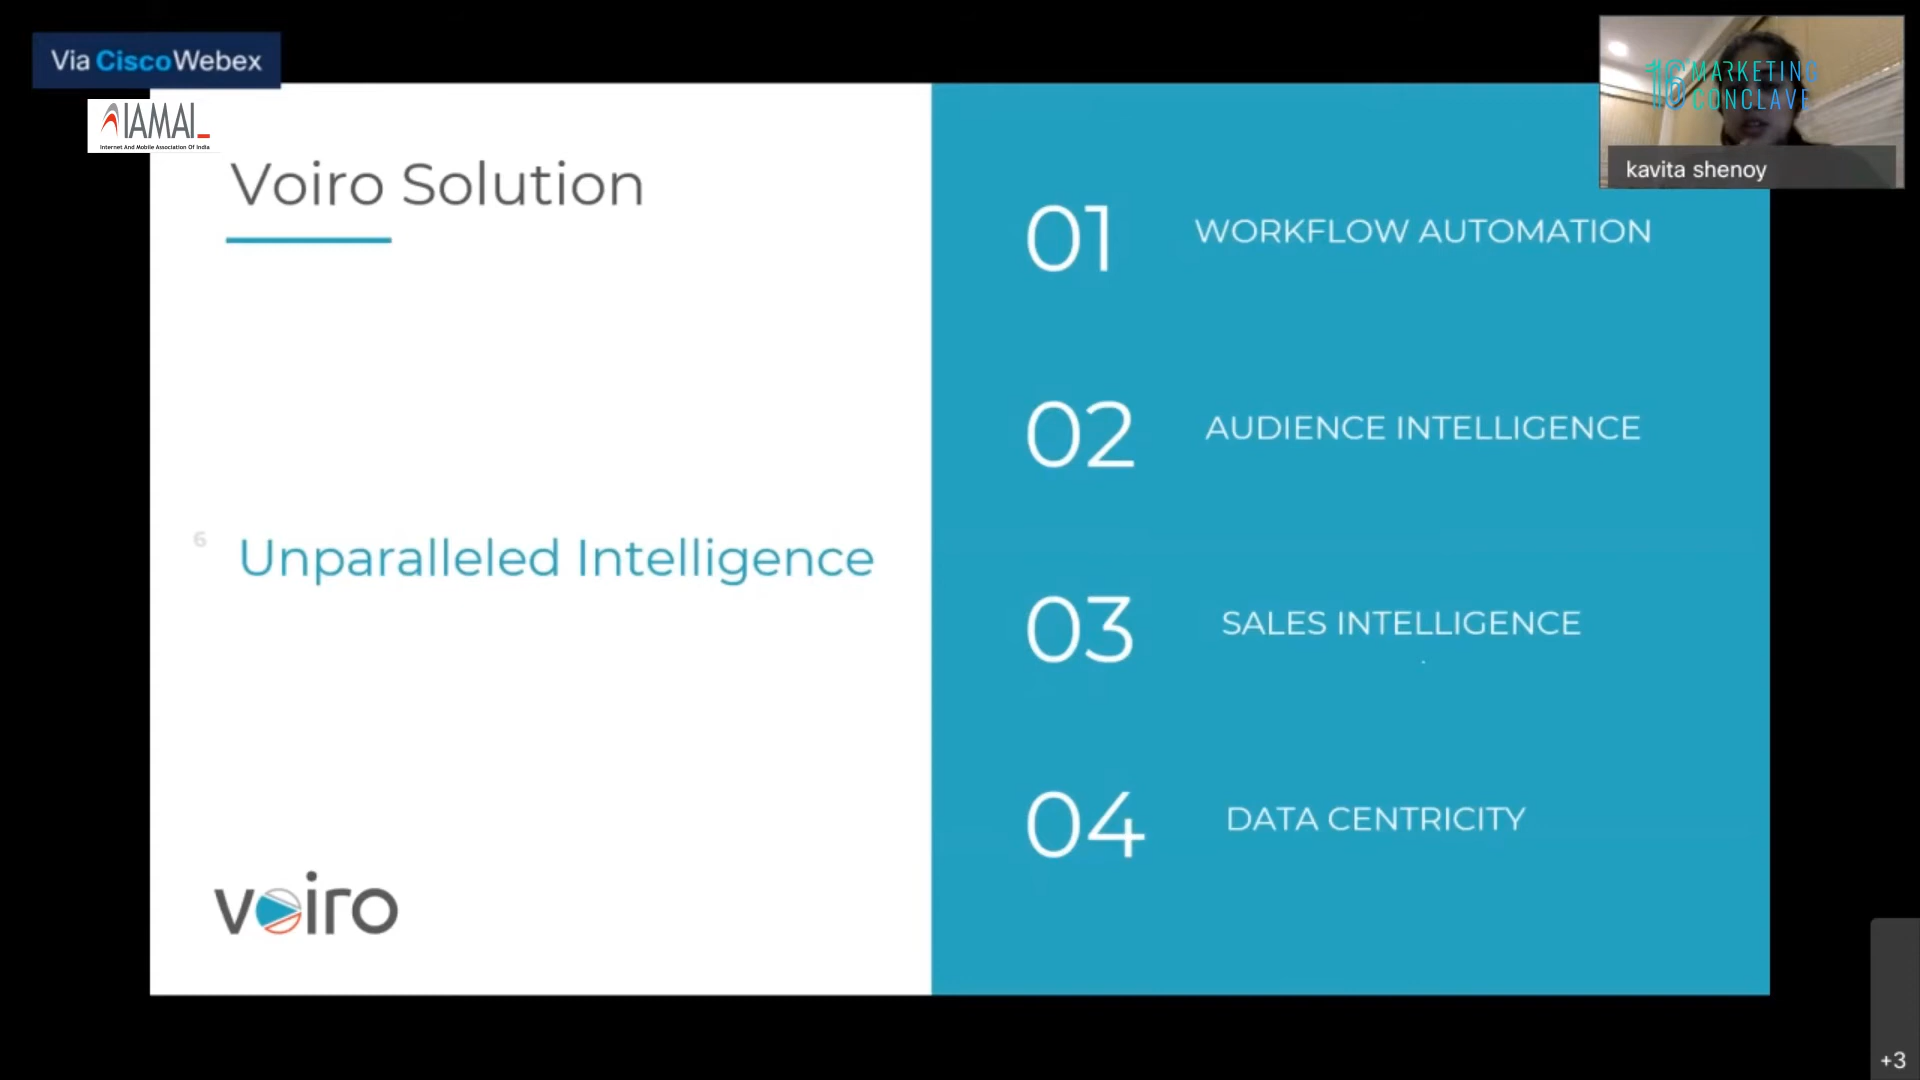 Via CiscoWebex
IAMAI
Internet And Mobile Association Of India
16th MARKETING
CONCLAVE
kavita shenoy
Voiro Solution
6
Unparalleled Intelligence
voiro
01 WORKFLOW AUTOMATION
02 AUDIENCE INTELLIGENCE
03 SALES INTELLIGENCE
04 DATA CENTRICITY
+3